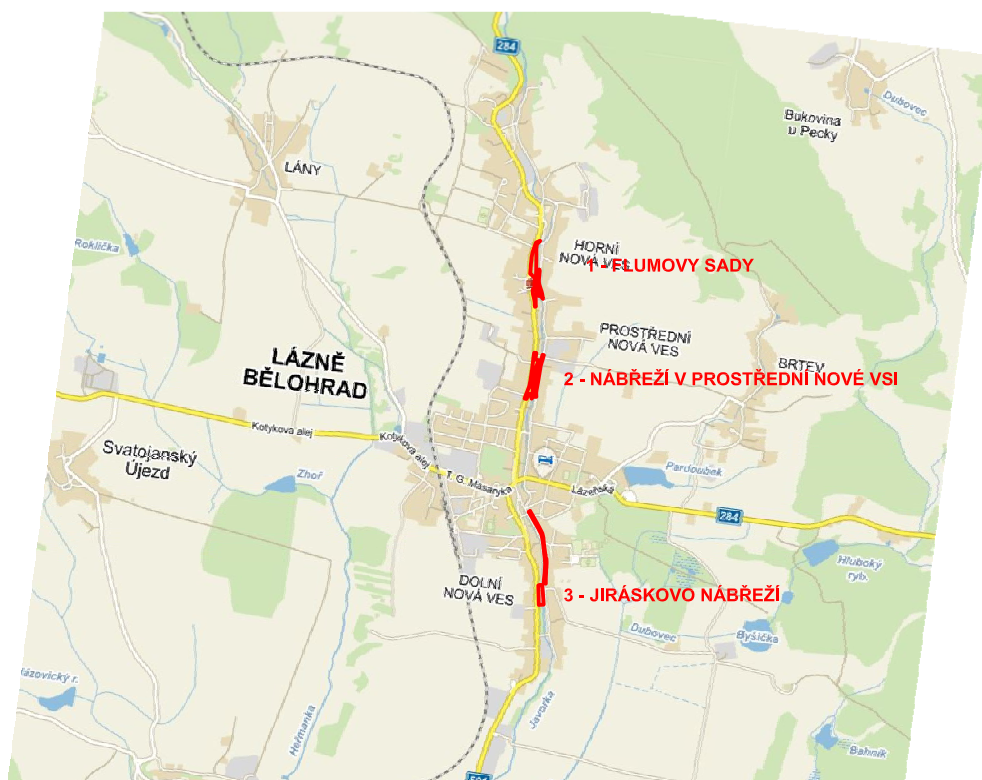 284
Dubovec
Bukovina
u Pecky
LÁNY
Roklička
HORNÍ
NOVÁ VES
1 - FLUMOVY SADY
PROSTŘEDNÍ
NOVÁ VES
LÁZNĚ
BĚLOHRAD
BRTEV
2 - NÁBŘEŽÍ V PROSTŘEDNÍ NOVÉ VSI
Kotykova alej
Kotykova alej
Svatojanský
Újezd
Zhoř
T. G. Masaryka
Lázeňská
Pardoubek
284
Hluboký
ryb.
DOLNÍ
NOVÁ VES
3 - JIRÁSKOVO NÁBŘEŽÍ
Dubovec
Byšička
Javorka
Heřmanka
Bahník